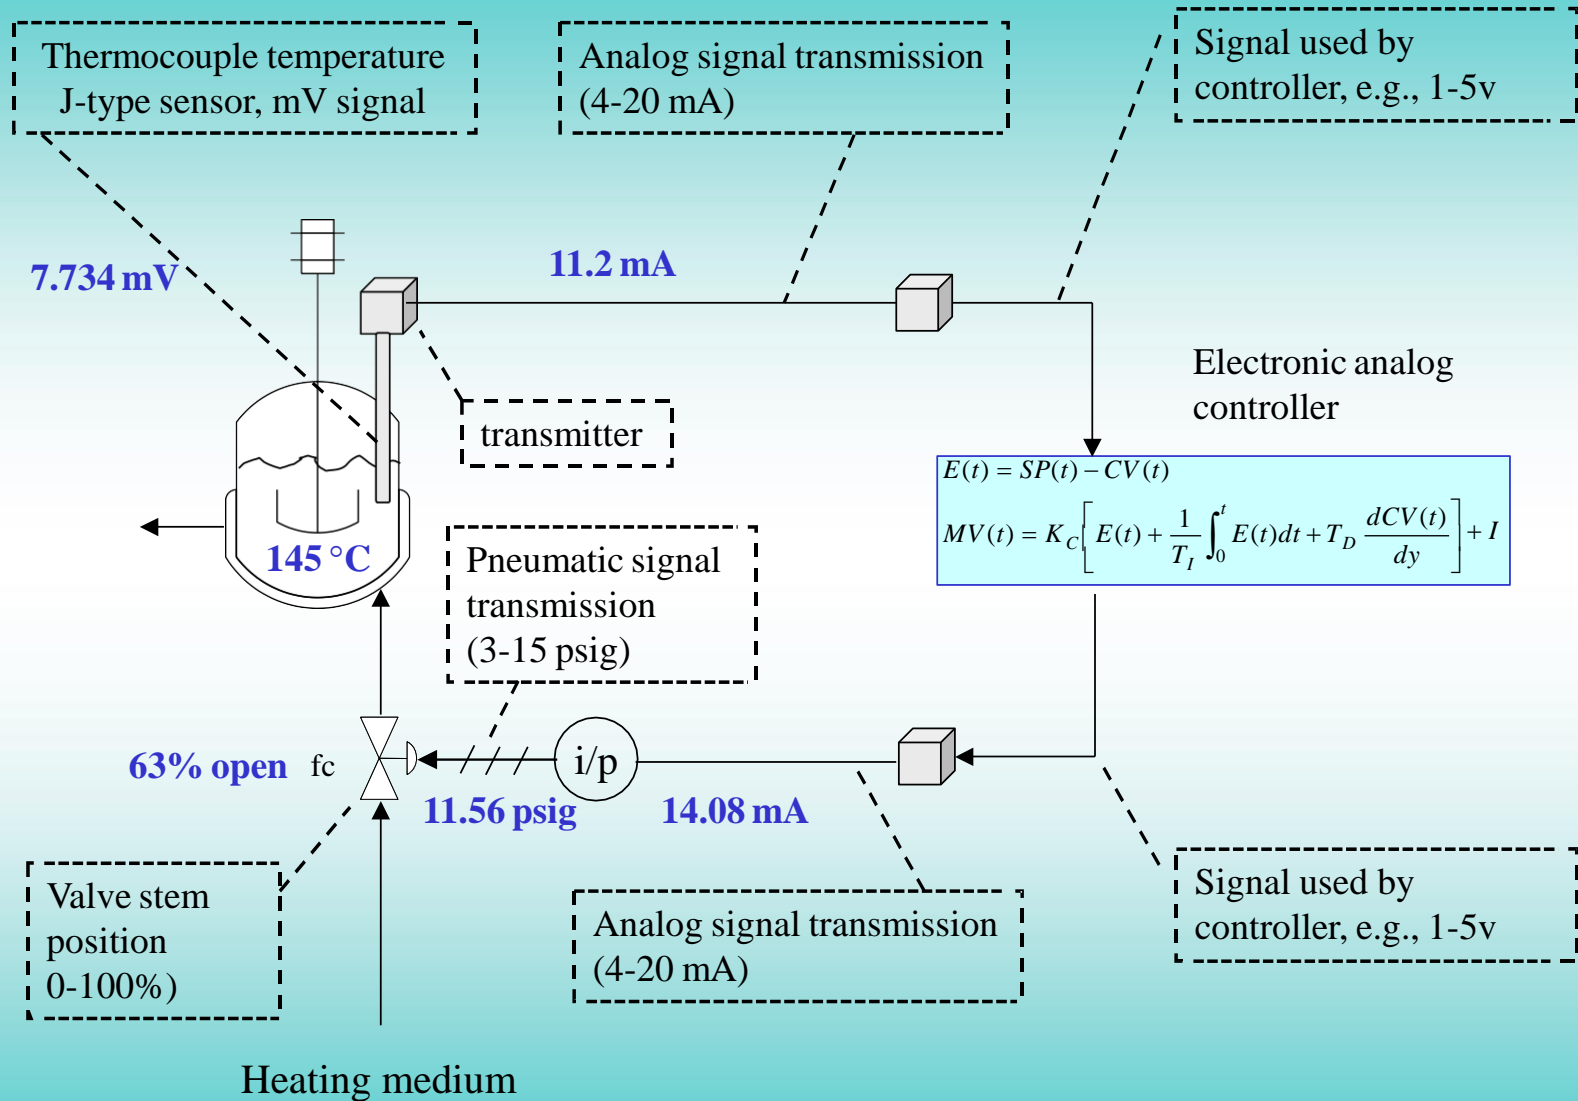 Thermocouple temperature
J-type sensor, mV signal
Analog signal transmission
(4-20 mA)
Signal used by
controller, e.g., 1-5v
7.734 mV
11.2 mA
transmitter
Electronic analog
controller
E(t) = SP(t) − CV(t)
MV(t) = K_C [ E(t) + \frac{1}{T_I} \int_0^t E(t)dt + T_D \frac{dCV(t)}{dy} ] + I
145 °C
Pneumatic signal
transmission
(3-15 psig)
63% open
fc
i/p
11.56 psig
14.08 mA
Valve stem
position
0-100%)
Analog signal transmission
(4-20 mA)
Signal used by
controller, e.g., 1-5v
Heating medium